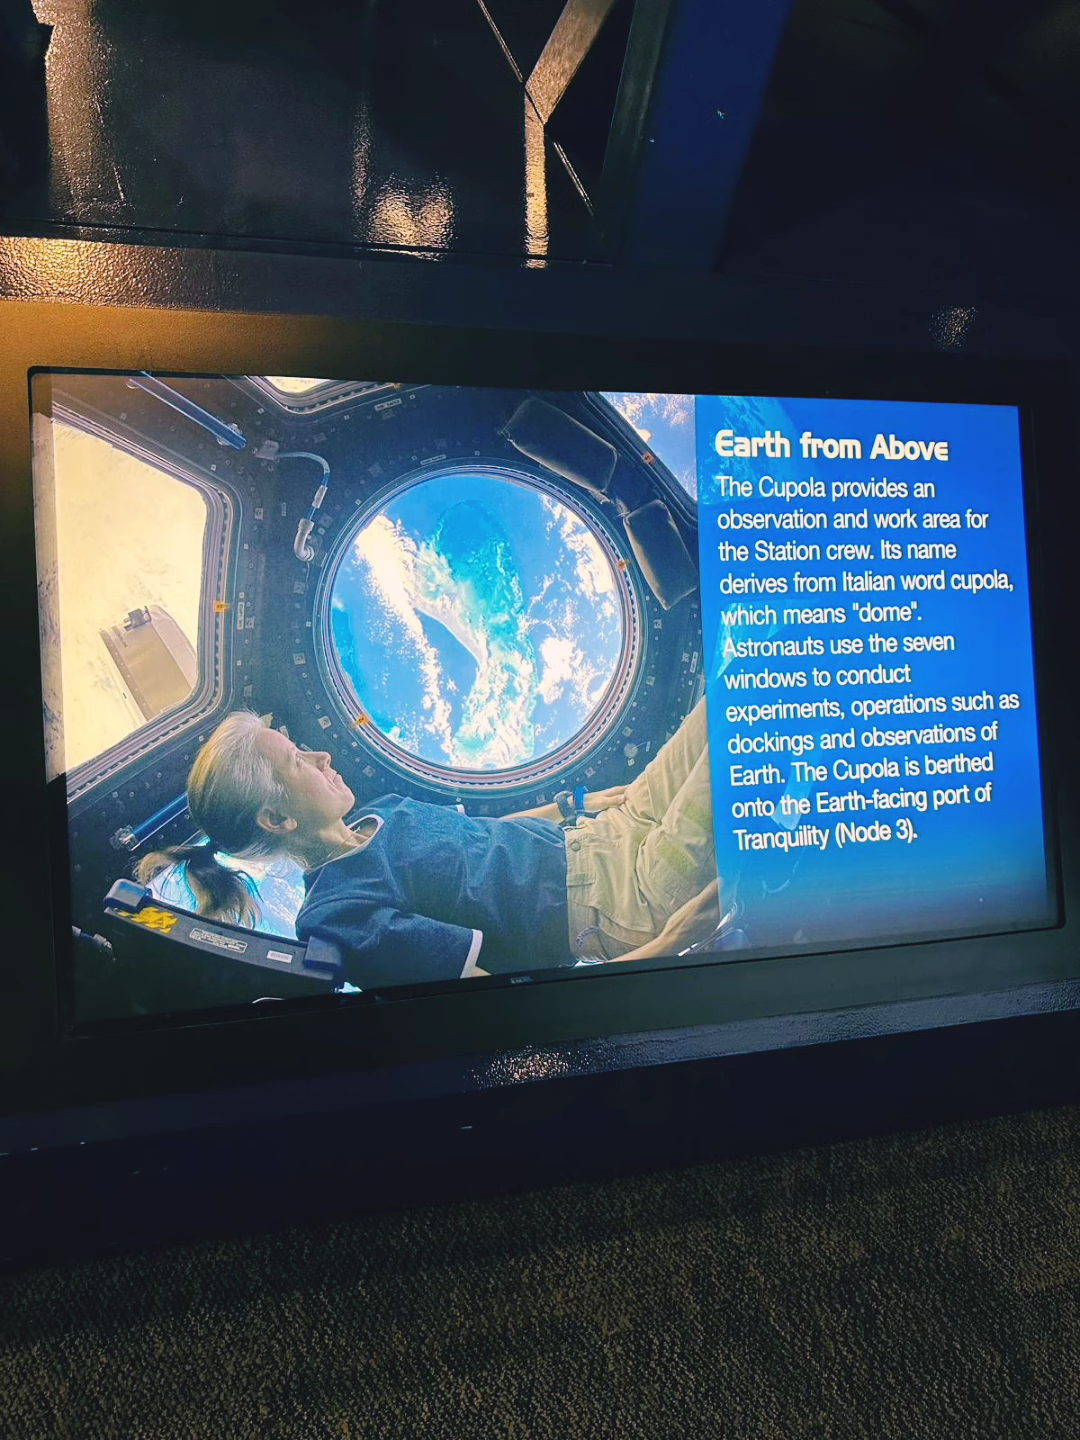 Earth from Above
The Cupola provides an
observation and work area for
the Station crew. Its name
derives from Italian word cupola,
which means "dome".
Astronauts use the seven
windows to conduct
experiments, operations such as
dockings and observations of
Earth. The Cupola is berthed
onto the Earth-facing port of
Tranquility (Node 3).